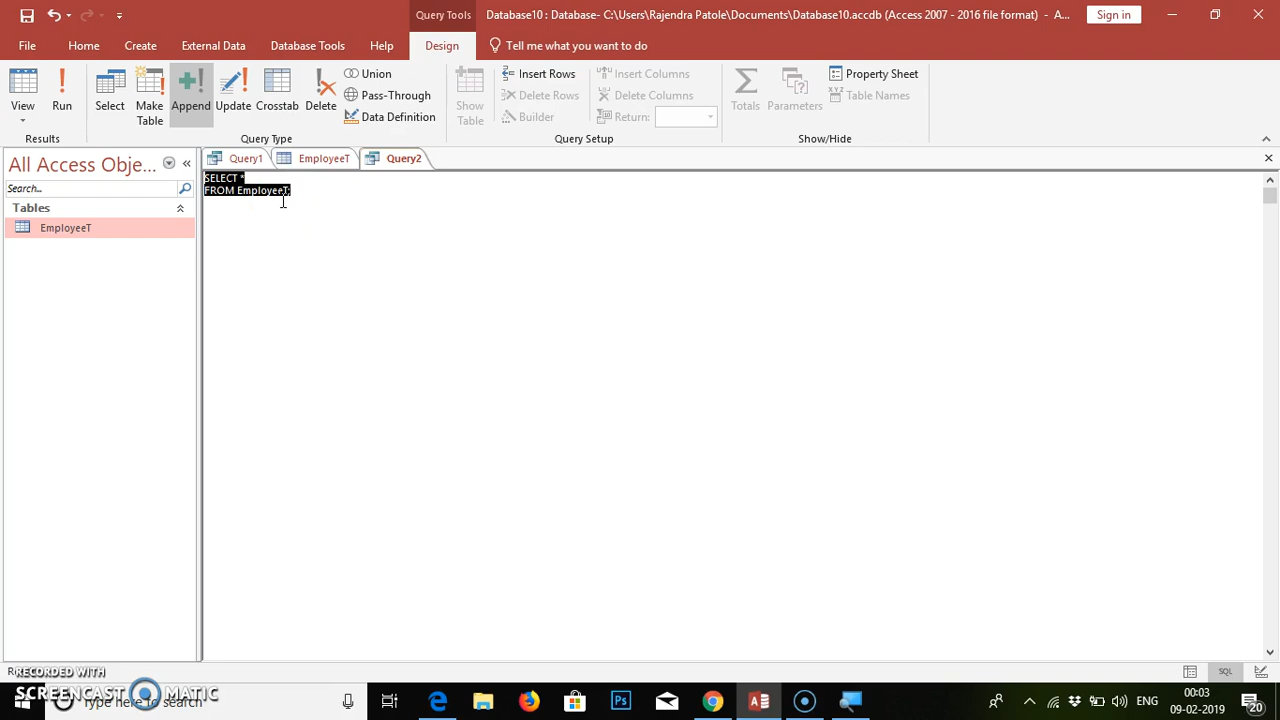 Query Tools
Database10 : Database- C:\Users\Rajendra Patole\Documents\Database10.accdb (Access 2007 - 2016 file format) - A...
Sign in
File
Home
Create
External Data
Database Tools
Help
Design
Tell me what you want to do
View
Run
Select
Make Table
Append
Update
Crosstab
Delete
Union
Pass-Through
Data Definition
Show Table
Insert Rows
Delete Rows
Builder
Insert Columns
Delete Columns
Return:
Totals
Parameters
Property Sheet
Table Names
Results
Query Type
Query Setup
Show/Hide
All Access Obje...
Search...
Tables
EmployeeT
Query1
EmployeeT
Query2
SELECT *
FROM EmployeeT;
SQL
RECORDED WITH
SCREENCAST MATIC
Type here to search
ENG
00:03
09-02-2019
20